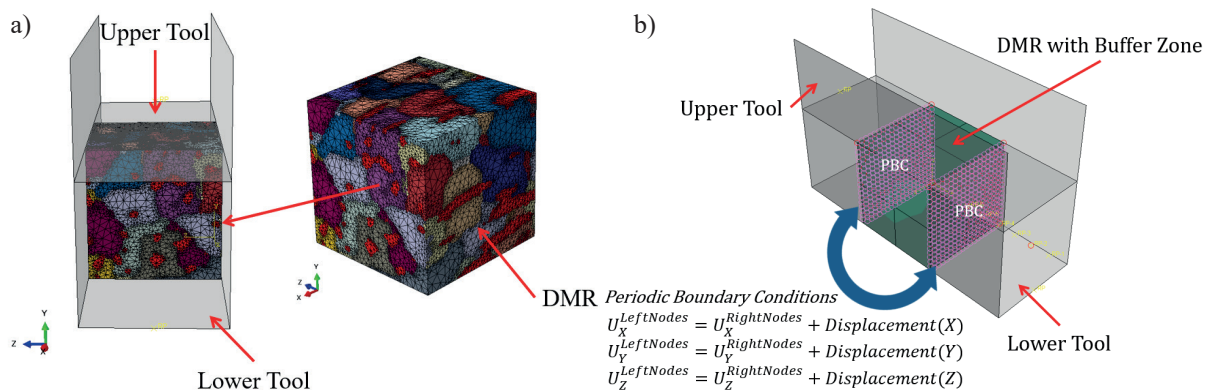 a)
Upper Tool
Y
Z
X
Lower Tool
Z
Y
X
DMR
b)
DMR with Buffer Zone
Upper Tool
PBC
PBC
Lower Tool
Periodic Boundary Conditions
U_X^LeftNodes = U_X^RightNodes + Displacement(X)
U_Y^LeftNodes = U_Y^RightNodes + Displacement(Y)
U_Z^LeftNodes = U_Z^RightNodes + Displacement(Z)